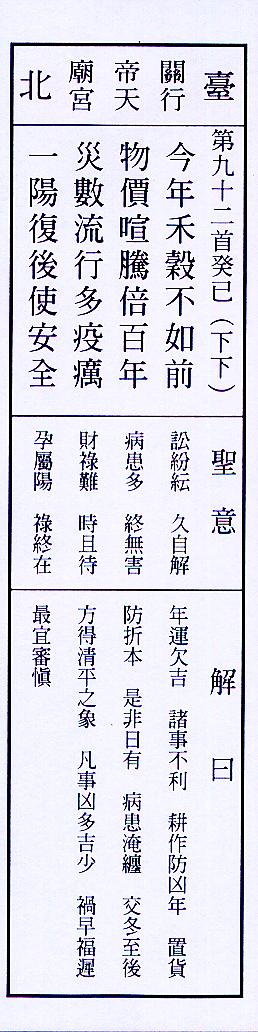 臺北
關行
帝天
廟宮
第九十二首癸巳（下下）
今年禾穀不如前
物價喧騰倍百年
災數流行多疫癘
一陽復後使安全
聖意
訟紛紜　久自解
病患多　終無害
財祿難　時且待
孕屬陽　祿終在
解曰
年運欠吉　諸事不利　耕作防凶年　置貨
防折本　是非日有　病患淹纏　交冬至後
方得清平之象　凡事凶多吉少　禍早福遲
最宜審慎